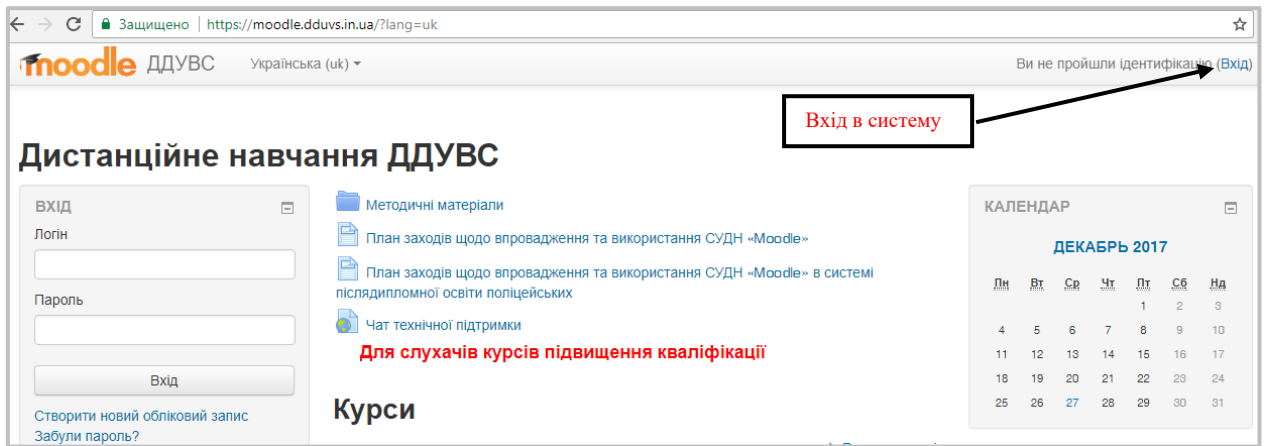 Защищено | https://moodle.dduvs.in.ua/?lang=uk
moodle ДДУВС Українська (uk) Ви не пройшли ідентифікацію (Вхід)
Вхід в систему
Дистанційне навчання ДДУВС
ВХІД
Логін
Пароль
Вхід
Створити новий обліковий запис
Забули пароль?
Методичні матеріали
План заходів щодо впровадження та використання СУДН «Moodle»
План заходів щодо впровадження та використання СУДН «Moodle» в системі
післядипломної освіти поліцейських
Чат технічної підтримки
Для слухачів курсів підвищення кваліфікації
Курси
КАЛЕНДАР
ДЕКАБРЬ 2017
Пн Вт Ср Чт Пт Сб Нд
1 2 3
4 5 6 7 8 9 10
11 12 13 14 15 16 17
18 19 20 21 22 23 24
25 26 27 28 29 30 31